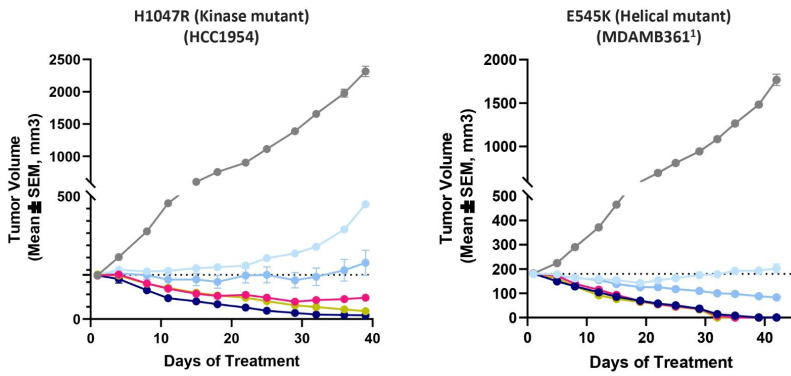 H1047R (Kinase mutant)
(HCC1954)
2500
2000
1500
1000
500
0
Tumor Volume
(Mean ± SEM, mm3)
0
10
20
30
40
Days of Treatment
E545K (Helical mutant)
(MDAMB361¹)
2000
1500
1000
500
400
300
200
100
0
Tumor Volume
(Mean ± SEM, mm3)
0
10
20
30
40
Days of Treatment